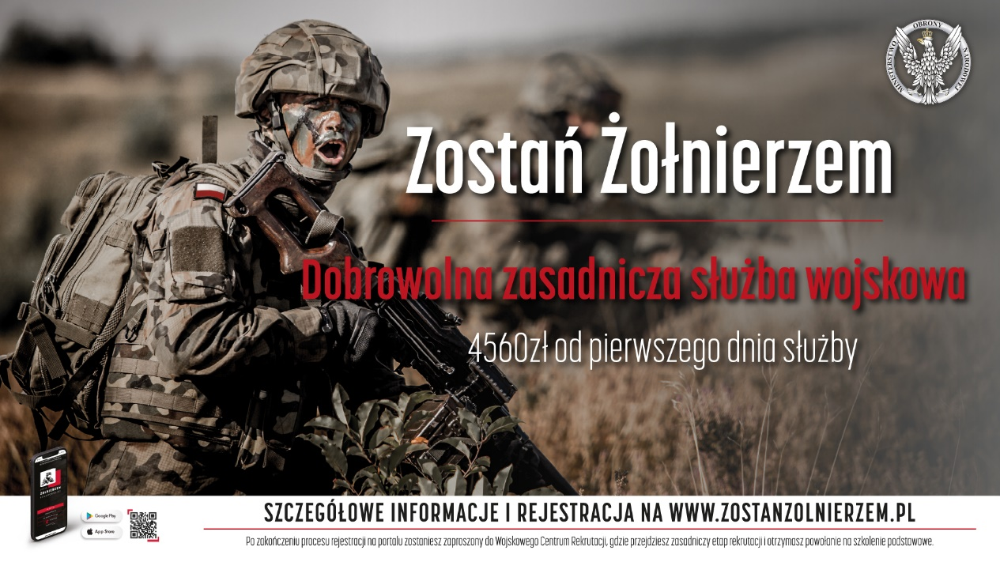 MINISTERSTWO OBRONY NARODOWEJ
Zostań Żołnierzem
Dobrowolna zasadnicza służba wojskowa
4560zł od pierwszego dnia służby
ŻOŁNIERZEM
Google Play
App Store
SZCZEGÓŁOWE INFORMACJE I REJESTRACJA NA WWW.ZOSTANZOLNIERZEM.PL
Po zakończeniu procesu rejestracji na portalu zostaniesz zaproszony do Wojskowego Centrum Rekrutacji, gdzie przejdziesz zasadniczy etap rekrutacji i otrzymasz powołanie na szkolenie podstawowe.